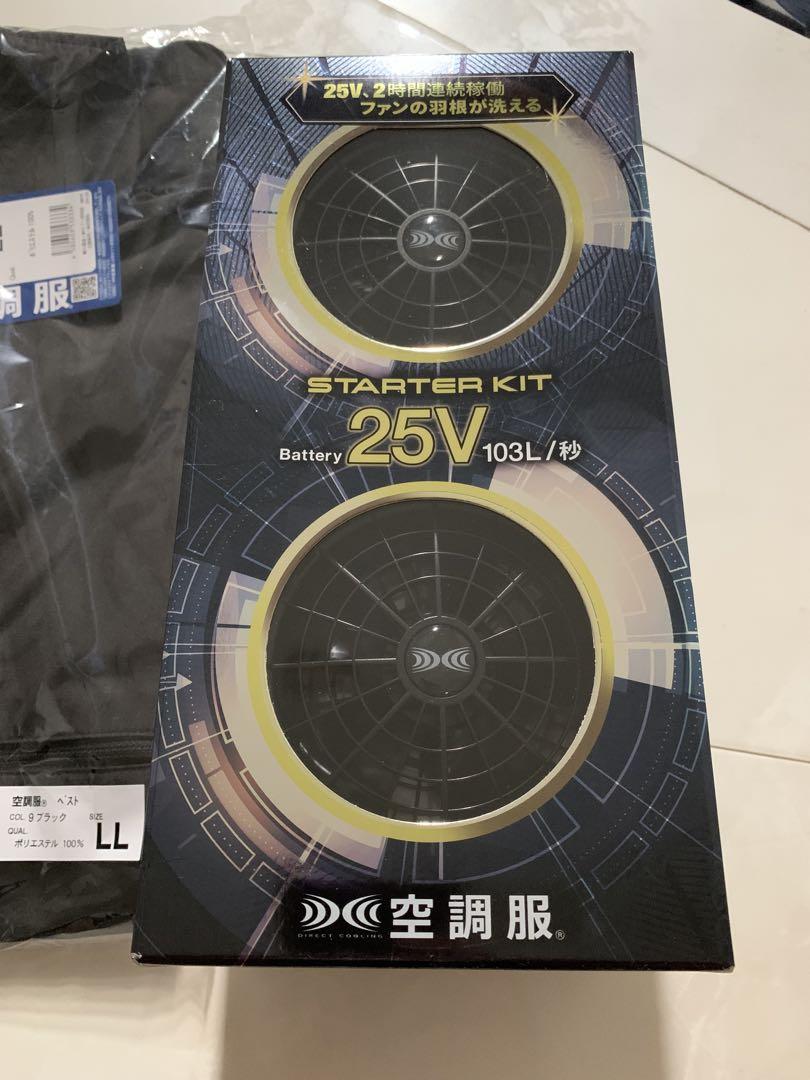 25V、2時間連続稼働
ファンの羽根が洗える
STARTER KIT
Battery 25V 103L/秒
DIRECT COOLING
空調服®
調服
空調服® ベスト
COL. 9 ブラック
SIZE
LL
QUAL.
ポリエステル 100%